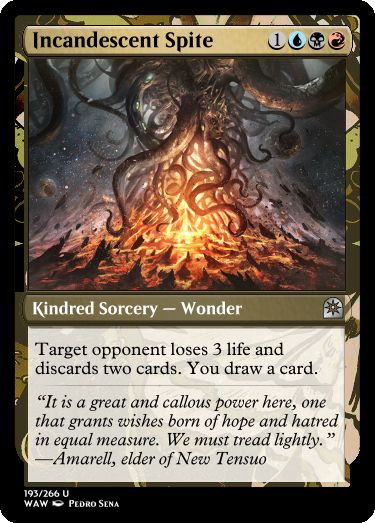 Incandescent Spite 1
Kindred Sorcery — Wonder
Target opponent loses 3 life and
discards two cards. You draw a card.
“It is a great and callous power here, one
that grants wishes born of hope and hatred
in equal measure. We must tread lightly.”
—Amarell, elder of New Tensuo
193/266 U
WAW Pedro Sena